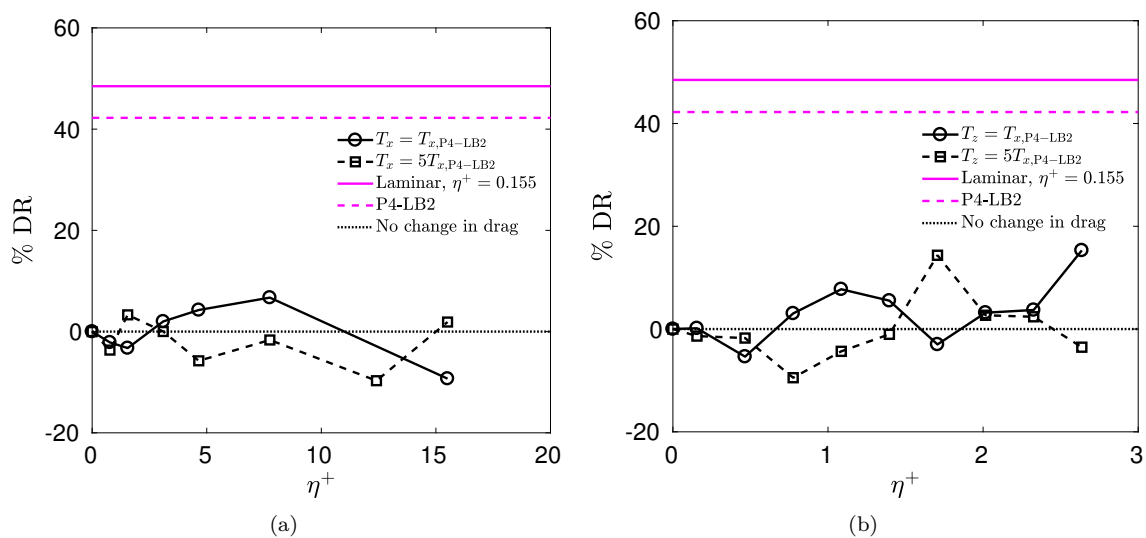 60
40
20
0
-20
% DR
0
5
10
15
20
η⁺
T_x = T_{x,P4−LB2}
T_x = 5T_{x,P4−LB2}
Laminar, η⁺ = 0.155
P4-LB2
No change in drag
(a)
60
40
20
0
-20
% DR
0
1
2
3
η⁺
T_z = T_{x,P4−LB2}
T_z = 5T_{x,P4−LB2}
Laminar, η⁺ = 0.155
P4-LB2
No change in drag
(b)